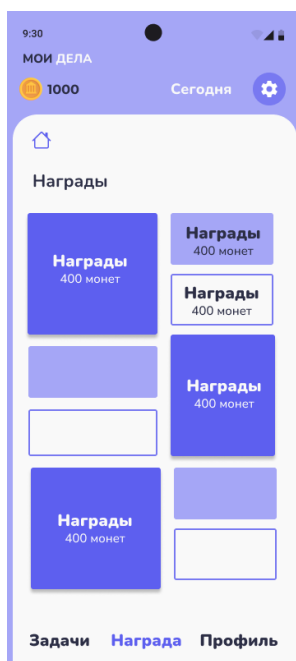 9:30
МОИ ДЕЛА
1000
Сегодня
Награды
Награды
400 монет
Награды
400 монет
Награды
400 монет
Награды
400 монет
Награды
400 монет
Задачи Награда Профиль